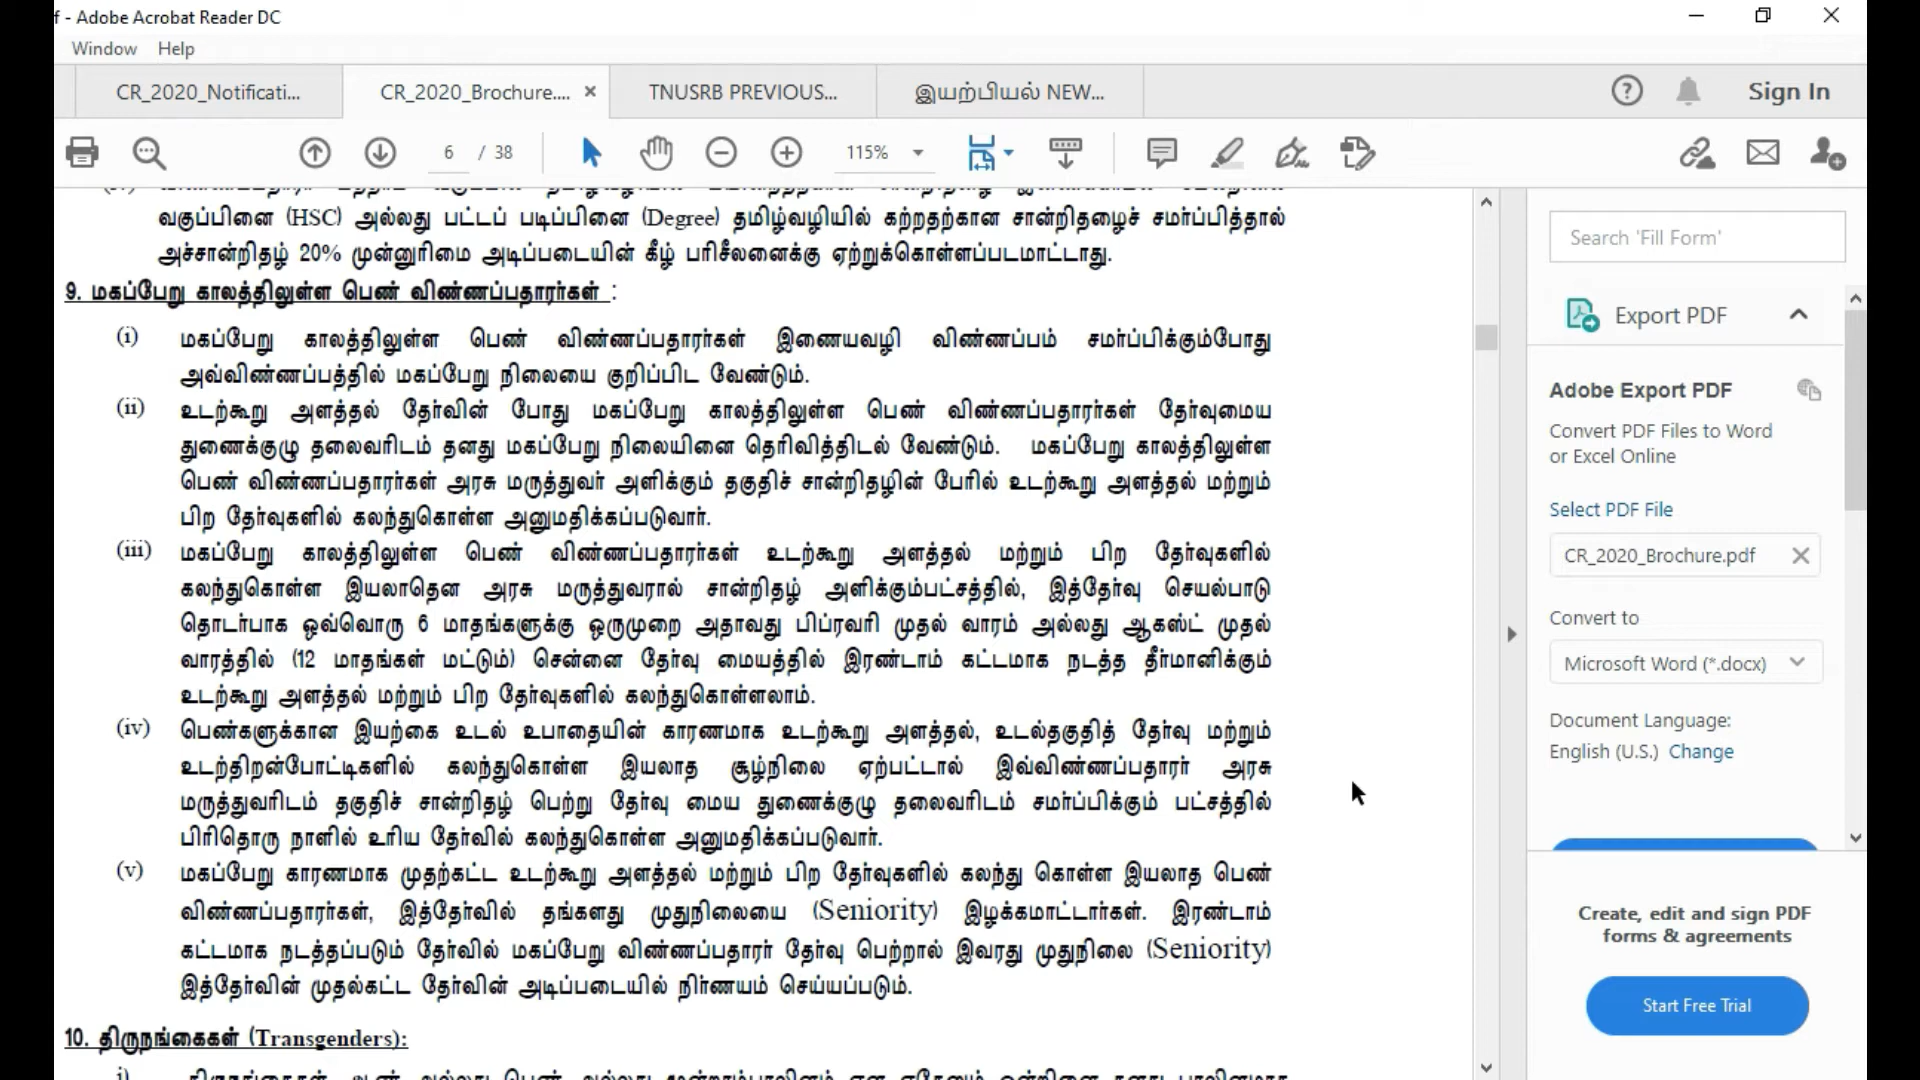 f - Adobe Acrobat Reader DC
Window Help
CR_2020_Notificati... CR_2020_Brochure.... TNUSRB PREVIOUS... இயற்பியல் NEW... Sign In
6 / 38 115%
வகுப்பினை (HSC) அல்லது பட்டப் படிப்பினை (Degree) தமிழ்வழியில் கற்றதற்கான சான்றிதழைச் சமர்ப்பித்தால்
அச்சான்றிதழ் 20% முன்னுரிமை அடிப்படையின் கீழ் பரிசீலனைக்கு ஏற்றுக்கொள்ளப்படமாட்டாது.
9. மகப்பேறு காலத்திலுள்ள பெண் விண்ணப்பதாரர்கள் :
(i) மகப்பேறு காலத்திலுள்ள பெண் விண்ணப்பதாரர்கள் இணையவழி விண்ணப்பம் சமர்ப்பிக்கும்போது
அவ்விண்ணப்பத்தில் மகப்பேறு நிலையை குறிப்பிட வேண்டும்.
(ii) உடற்கூறு அளத்தல் தேர்வின் போது மகப்பேறு காலத்திலுள்ள பெண் விண்ணப்பதாரர்கள் தேர்வுமைய
துணைக்குழு தலைவரிடம் தனது மகப்பேறு நிலையினை தெரிவித்திடல் வேண்டும். மகப்பேறு காலத்திலுள்ள
பெண் விண்ணப்பதாரர்கள் அரசு மருத்துவர் அளிக்கும் தகுதிச் சான்றிதழின் பேரில் உடற்கூறு அளத்தல் மற்றும்
பிற தேர்வுகளில் கலந்துகொள்ள அனுமதிக்கப்படுவார்.
(iii) மகப்பேறு காலத்திலுள்ள பெண் விண்ணப்பதாரர்கள் உடற்கூறு அளத்தல் மற்றும் பிற தேர்வுகளில்
கலந்துகொள்ள இயலாதென அரசு மருத்துவரால் சான்றிதழ் அளிக்கும்பட்சத்தில், இத்தேர்வு செயல்பாடு
தொடர்பாக ஒவ்வொரு 6 மாதங்களுக்கு ஒருமுறை அதாவது பிப்ரவரி முதல் வாரம் அல்லது ஆகஸ்ட் முதல்
வாரத்தில் (12 மாதங்கள் மட்டும்) சென்னை தேர்வு மையத்தில் இரண்டாம் கட்டமாக நடத்த தீர்மானிக்கும்
உடற்கூறு அளத்தல் மற்றும் பிற தேர்வுகளில் கலந்துகொள்ளலாம்.
(iv) பெண்களுக்கான இயற்கை உடல் உபாதையின் காரணமாக உடற்கூறு அளத்தல், உடல்தகுதித் தேர்வு மற்றும்
உடற்திறன்போட்டிகளில் கலந்துகொள்ள இயலாத சூழ்நிலை ஏற்பட்டால் இவ்விண்ணப்பதாரர் அரசு
மருத்துவரிடம் தகுதிச் சான்றிதழ் பெற்று தேர்வு மைய துணைக்குழு தலைவரிடம் சமர்ப்பிக்கும் பட்சத்தில்
பிரிதொரு நாளில் உரிய தேர்வில் கலந்துகொள்ள அனுமதிக்கப்படுவார்.
(v) மகப்பேறு காரணமாக முதற்கட்ட உடற்கூறு அளத்தல் மற்றும் பிற தேர்வுகளில் கலந்து கொள்ள இயலாத பெண்
விண்ணப்பதாரர்கள், இத்தேர்வில் தங்களது முதுநிலையை (Seniority) இழக்கமாட்டார்கள். இரண்டாம்
கட்டமாக நடத்தப்படும் தேர்வில் மகப்பேறு விண்ணப்பதாரர் தேர்வு பெற்றால் இவரது முதுநிலை (Seniority)
இத்தேர்வின் முதல்கட்ட தேர்வின் அடிப்படையில் நிர்ணயம் செய்யப்படும்.
10. திருநங்கைகள் (Transgenders):
Search 'Fill Form'
Export PDF
Adobe Export PDF
Convert PDF Files to Word
or Excel Online
Select PDF File
CR_2020_Brochure.pdf
Convert to
Microsoft Word (*.docx)
Document Language:
English (U.S.) Change
Create, edit and sign PDF
forms & agreements
Start Free Trial